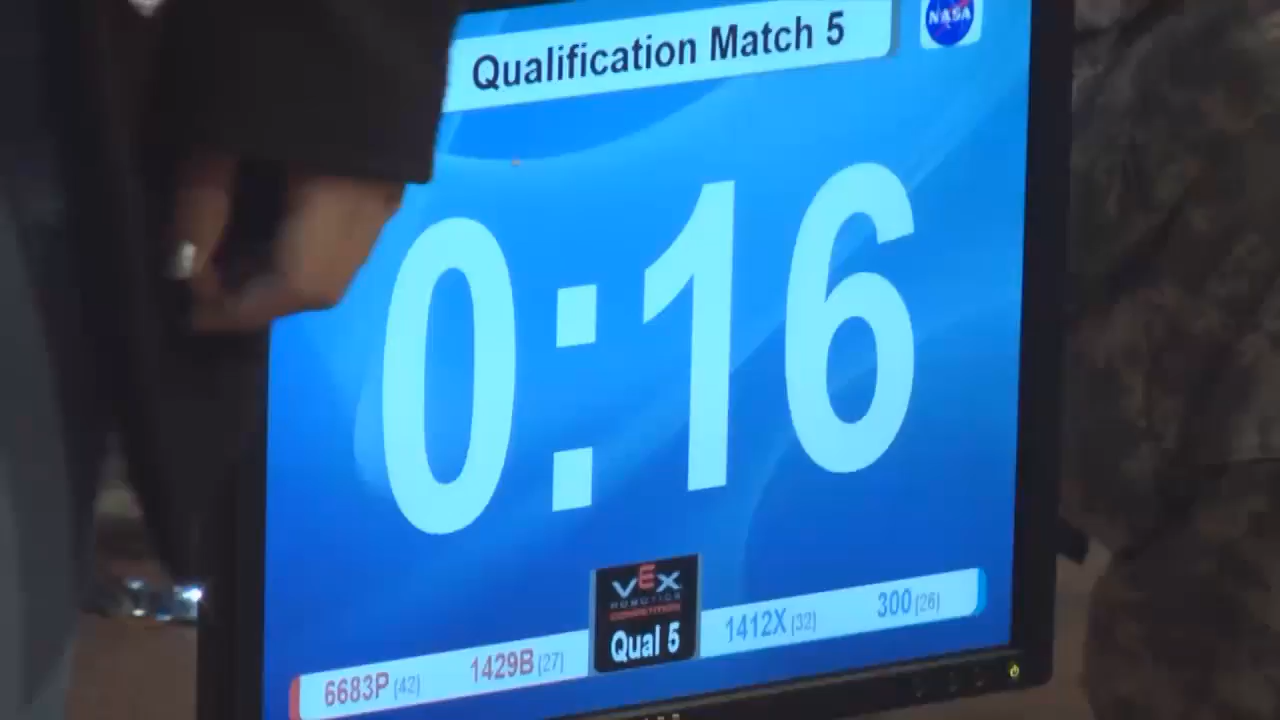 Qualification Match 5
NASA
0:16
VEX
ROBOTICS
COMPETITION
Qual 5
6683P (42)
1429B (27)
1412X (32)
300 (26)